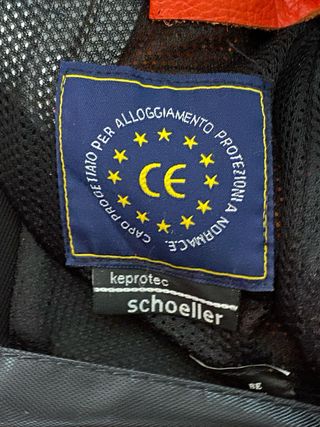 CAPO PROGETTATO PER ALLOGGIAMENTO PROTEZIONI A NORMA C.E.
CE
keprotec
schoeller